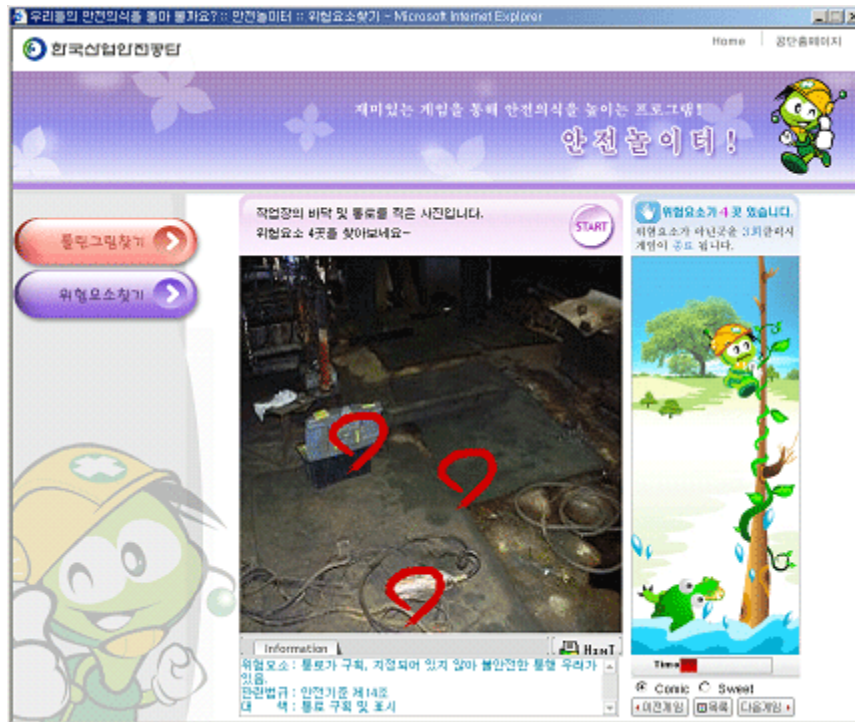 우리들의 안전의식을 돌아 볼까요? :: 안전놀이터 :: 위험요소찾기 - Microsoft Internet Explorer
한국산업안전공단
Home 공단홈페이지
재미있는 게임을 통해 안전의식을 높이는 프로그램!
안전놀이터!
틀린그림찾기
위험요소찾기
작업장의 바닥 및 통로를 찍은 사진입니다.
위험요소 4곳을 찾아보세요~
START
위험요소가 4 곳 있습니다.
위험요소가 아닌곳을 3회클릭시
게임이 종료 됩니다.
Information
HINT
위험요소 : 통로가 구획, 지정되어 있지 않아 불안전한 통행 우려가
있음.
관련법규 : 안전기준 제14조
대 책 : 통로 구획 및 표시
Time
Comic Sweet
이전게임 목록 다음게임